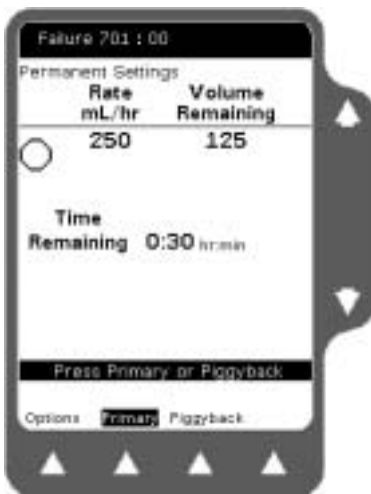 Failure 701 : 00
Permanent Settings
Rate Volume
mL/hr Remaining
250 125
Time
Remaining 0:30 hr:min
Press Primary or Piggyback
Options Primary Piggyback